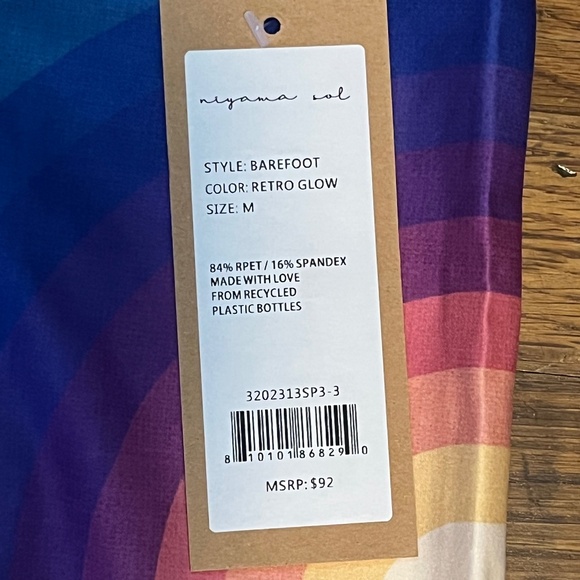 niyama sol
STYLE: BAREFOOT
COLOR: RETRO GLOW
SIZE: M
84% RPET / 16% SPANDEX
MADE WITH LOVE
FROM RECYCLED
PLASTIC BOTTLES
3202313SP3-3
8 10101 86829 0
MSRP: $92